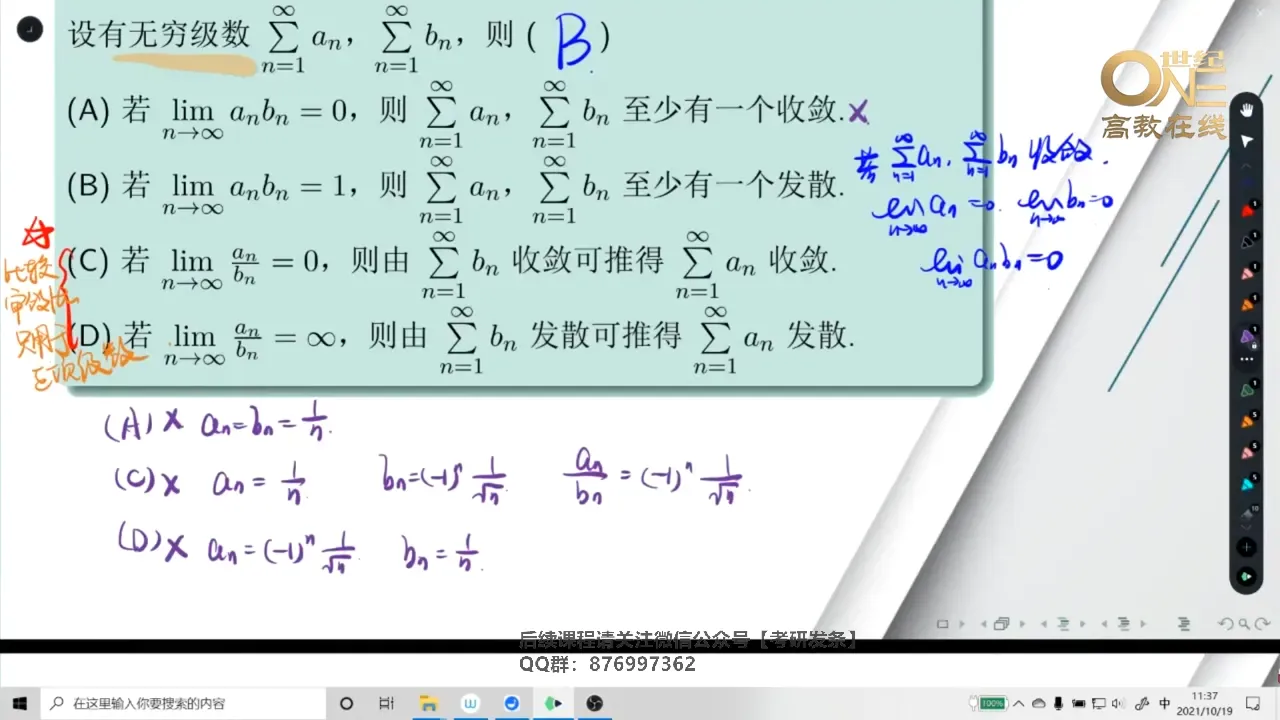 设有无穷级数 $\sum_{n=1}^{\infty} a_n$，$\sum_{n=1}^{\infty} b_n$，则 ( B )
(A) 若 $\lim_{n\to\infty} a_n b_n = 0$，则 $\sum_{n=1}^{\infty} a_n$，$\sum_{n=1}^{\infty} b_n$ 至少有一个收敛. ×
(B) 若 $\lim_{n\to\infty} a_n b_n = 1$，则 $\sum_{n=1}^{\infty} a_n$，$\sum_{n=1}^{\infty} b_n$ 至少有一个发散.
(C) 若 $\lim_{n\to\infty} \frac{a_n}{b_n} = 0$，则由 $\sum_{n=1}^{\infty} b_n$ 收敛可推得 $\sum_{n=1}^{\infty} a_n$ 收敛.
(D) 若 $\lim_{n\to\infty} \frac{a_n}{b_n} = \infty$，则由 $\sum_{n=1}^{\infty} b_n$ 发散可推得 $\sum_{n=1}^{\infty} a_n$ 发散.
$\sum_{n=1}^{\infty} a_n$, $\sum_{n=1}^{\infty} b_n$ 收敛.
$\lim_{n\to\infty} a_n = 0$. $\lim_{n\to\infty} b_n = 0$
$\lim_{n\to\infty} a_n b_n = 0$
比较
审敛法
只用于
正项级数
(A) × $a_n = b_n = \frac{1}{n}$.
(C) × $a_n = \frac{1}{n}$ $b_n = (-1)^n \frac{1}{\sqrt{n}}$ $\frac{a_n}{b_n} = (-1)^n \frac{1}{\sqrt{n}}$.
(D) × $a_n = (-1)^n \frac{1}{\sqrt{n}}$. $b_n = \frac{1}{n}$.
世纪
ONE
高教在线
后续课程请关注微信公众号【考研发条】
QQ群：876997362
在这里输入你要搜索的内容
100%
中
11:37
2021/10/19